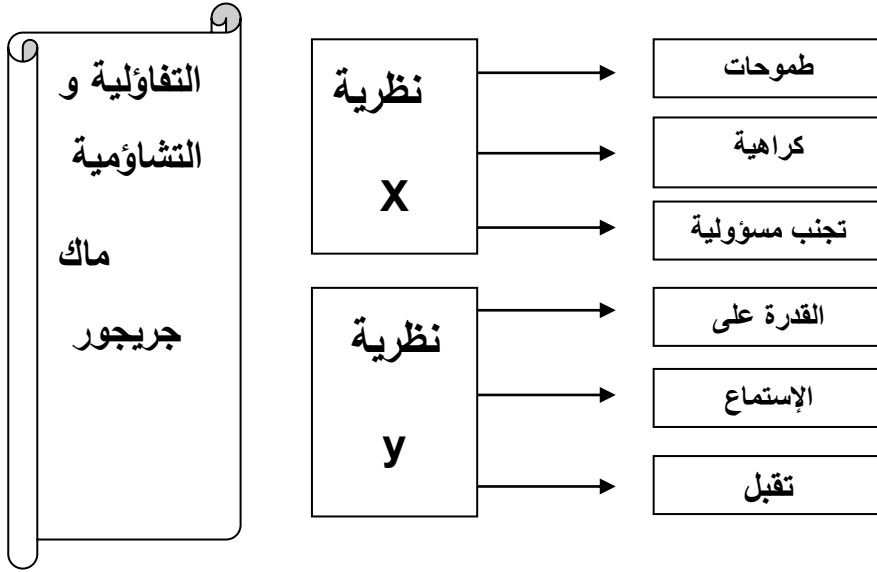 التفاؤلية و
التشاؤمية
ماك
جريجور
نظرية
X
طموحات
كراهية
تجنب مسؤولية
نظرية
y
القدرة على
الإستماع
تقبل